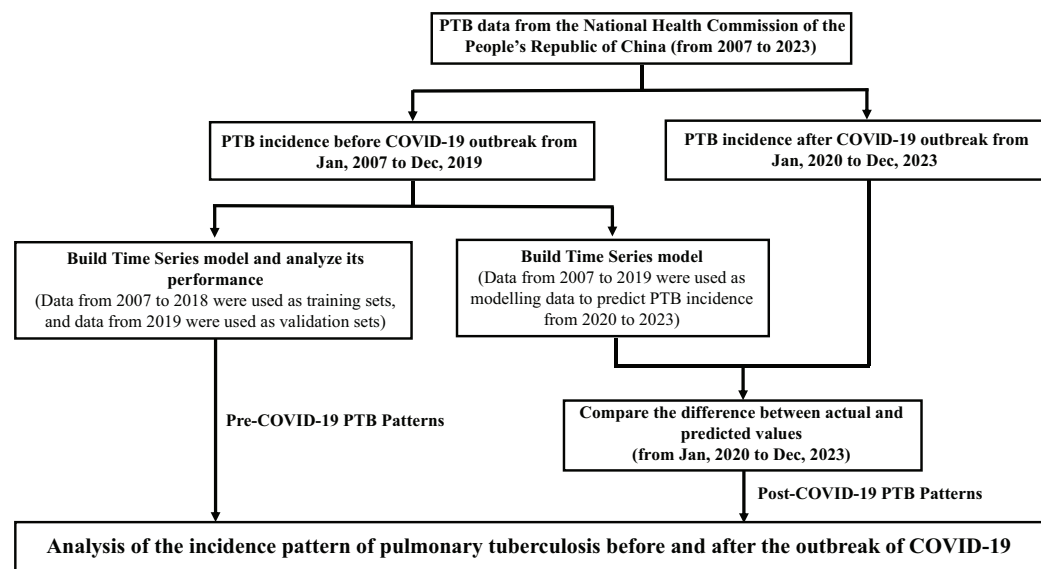 PTB data from the National Health Commission of the
People's Republic of China (from 2007 to 2023)
PTB incidence before COVID-19 outbreak from
Jan, 2007 to Dec, 2019
PTB incidence after COVID-19 outbreak from
Jan, 2020 to Dec, 2023
Build Time Series model and analyze its
performance
(Data from 2007 to 2018 were used as training sets,
and data from 2019 were used as validation sets)
Build Time Series model
(Data from 2007 to 2019 were used as
modelling data to predict PTB incidence
from 2020 to 2023)
Pre-COVID-19 PTB Patterns
Compare the difference between actual and
predicted values
(from Jan, 2020 to Dec, 2023)
Post-COVID-19 PTB Patterns
Analysis of the incidence pattern of pulmonary tuberculosis before and after the outbreak of COVID-19